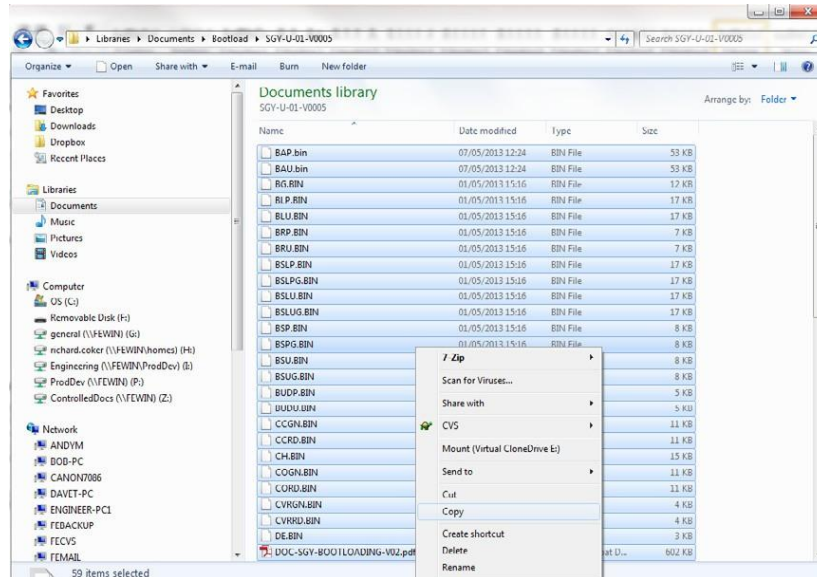 Libraries ▸ Documents ▸ Bootload ▸ SGY-U-01-V0005
Search SGY-U-01-V0005
Organize Open Share with E-mail Burn New folder
Favorites
Desktop
Downloads
Dropbox
Recent Places
Libraries
Documents
Music
Pictures
Videos
Computer
OS (C:)
Removable Disk (F:)
general (\\FEWIN) (G:)
richard.coker (\\FEWIN\homes) (H:)
Engineering (\\FEWIN\ProdDev) (I:)
ProdDev (\\FEWIN) (P:)
ControlledDocs (\\FEWIN) (Z:)
Network
ANDYM
BOB-PC
CANON7086
DAVET-PC
ENGINEER-PC1
FEBACKUP
FECVS
FEMAIL
Documents library
SGY-U-01-V0005
Arrange by: Folder
Name Date modified Type Size
BAP.bin 07/05/2013 12:24 BIN File 53 KB
BAU.bin 07/05/2013 12:24 BIN File 53 KB
BG.BIN 01/05/2013 15:16 BIN File 12 KB
BLP.BIN 01/05/2013 15:16 BIN File 17 KB
BLU.BIN 01/05/2013 15:16 BIN File 17 KB
BRP.BIN 01/05/2013 15:16 BIN File 7 KB
BRU.BIN 01/05/2013 15:16 BIN File 7 KB
BSLP.BIN 01/05/2013 15:16 BIN File 17 KB
BSLPG.BIN 01/05/2013 15:16 BIN File 17 KB
BSLU.BIN 01/05/2013 15:16 BIN File 17 KB
BSLUG.BIN 01/05/2013 15:16 BIN File 17 KB
BSP.BIN 01/05/2013 15:16 BIN File 8 KB
BSPG.BIN 01/05/2013 15:16 BIN File 8 KB
BSU.BIN 8 KB
BSUG.BIN 8 KB
BUDP.BIN 5 KB
BUDU.BIN 5 KB
CCGN.BIN 11 KB
CCRD.BIN 11 KB
CH.BIN 15 KB
COGN.BIN 11 KB
CORD.BIN 11 KB
CVRGN.BIN 4 KB
CVRRD.BIN 4 KB
DE.BIN 3 KB
DOC-SGY-BOOTLOADING-V02.pdf at D... 602 KB
7-Zip
Scan for Viruses...
Share with
CVS
Mount (Virtual CloneDrive E:)
Send to
Cut
Copy
Create shortcut
Delete
Rename
59 items selected